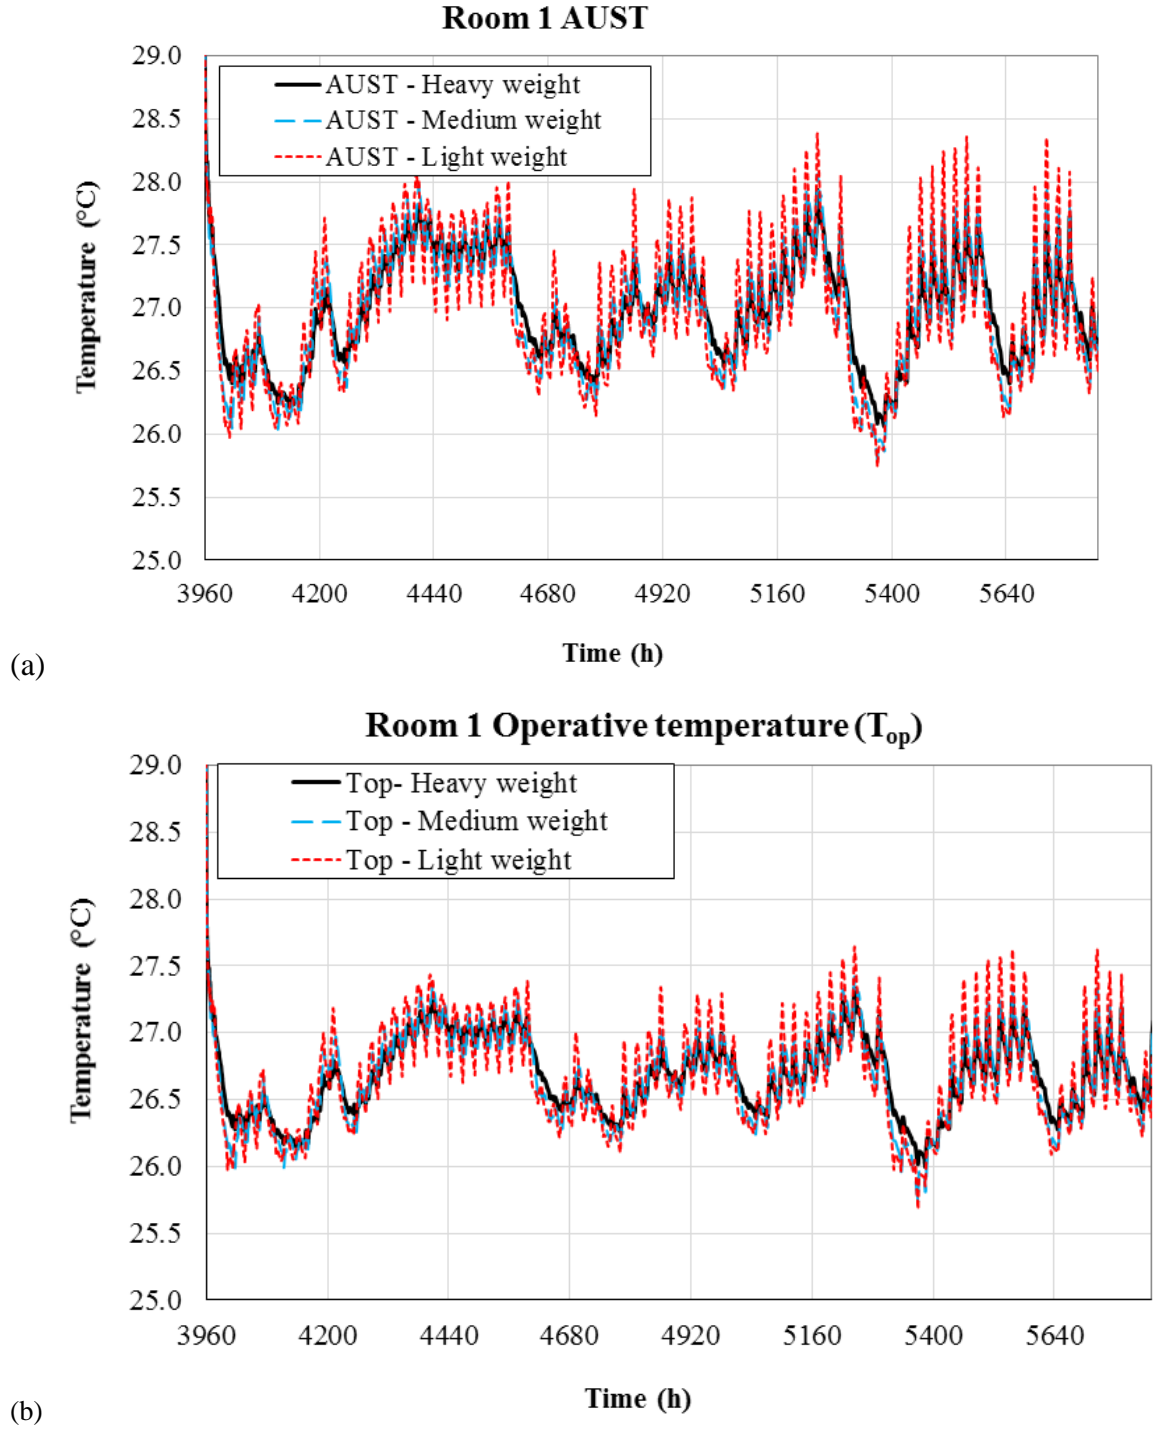 Room 1 AUST
29.0
28.5
28.0
27.5
27.0
26.5
26.0
25.5
25.0
Temperature (°C)
AUST - Heavy weight
AUST - Medium weight
AUST - Light weight
3960 4200 4440 4680 4920 5160 5400 5640
Time (h)
(a)
Room 1 Operative temperature (Top)
29.0
28.5
28.0
27.5
27.0
26.5
26.0
25.5
25.0
Temperature (°C)
Top- Heavy weight
Top - Medium weight
Top - Light weight
3960 4200 4440 4680 4920 5160 5400 5640
Time (h)
(b)